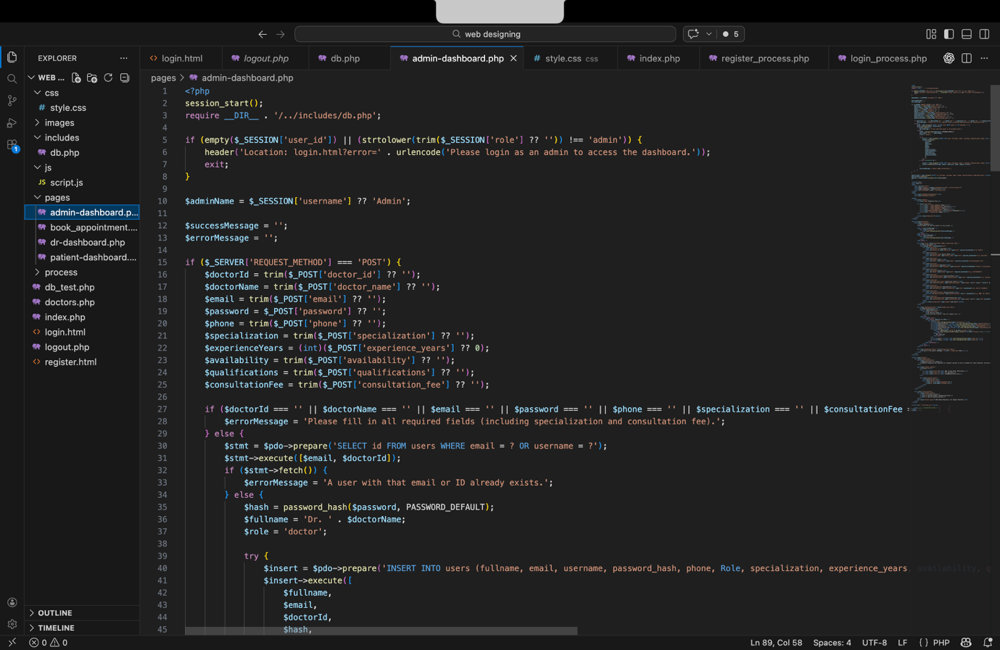 web designing
5
EXPLORER
login.html
logout.php
db.php
admin-dashboard.php
style.css css
index.php
register_process.php
login_process.php
WEB ...
css
style.css
images
includes
db.php
js
JS script.js
pages
admin-dashboard.p...
book_appointment....
dr-dashboard.php
patient-dashboard....
process
db_test.php
doctors.php
index.php
login.html
logout.php
register.html
OUTLINE
TIMELINE
1
pages > admin-dashboard.php
1 <?php
2 session_start();
3 require __DIR__ . '/../includes/db.php';
4
5 if (empty($_SESSION['user_id']) || (strtolower(trim($_SESSION['role'] ?? '')) !== 'admin')) {
6 header('Location: login.html?error=' . urlencode('Please login as an admin to access the dashboard.'));
7 exit;
8 }
9
10 $adminName = $_SESSION['username'] ?? 'Admin';
11
12 $successMessage = '';
13 $errorMessage = '';
14
15 if ($_SERVER['REQUEST_METHOD'] === 'POST') {
16 $doctorId = trim($_POST['doctor_id'] ?? '');
17 $doctorName = trim($_POST['doctor_name'] ?? '');
18 $email = trim($_POST['email'] ?? '');
19 $password = $_POST['password'] ?? '';
20 $phone = trim($_POST['phone'] ?? '');
21 $specialization = trim($_POST['specialization'] ?? '');
22 $experienceYears = (int)($_POST['experience_years'] ?? 0);
23 $availability = trim($_POST['availability'] ?? '');
24 $qualifications = trim($_POST['qualifications'] ?? '');
25 $consultationFee = trim($_POST['consultation_fee'] ?? '');
26
27 if ($doctorId === '' || $doctorName === '' || $email === '' || $password === '' || $phone === '' || $specialization === '' || $consultationFee
28 $errorMessage = 'Please fill in all required fields (including specialization and consultation fee).';
29 } else {
30 $stmt = $pdo->prepare('SELECT id FROM users WHERE email = ? OR username = ?');
31 $stmt->execute([$email, $doctorId]);
32 if ($stmt->fetch()) {
33 $errorMessage = 'A user with that email or ID already exists.';
34 } else {
35 $hash = password_hash($password, PASSWORD_DEFAULT);
36 $fullname = 'Dr. ' . $doctorName;
37 $role = 'doctor';
38
39 try {
40 $insert = $pdo->prepare('INSERT INTO users (fullname, email, username, password_hash, phone, Role, specialization, experience_years, availability,
41 $insert->execute([
42 $fullname,
43 $email,
44 $doctorId,
45 $hash,
0 0
Ln 89, Col 58
Spaces: 4
UTF-8
LF
{ } PHP